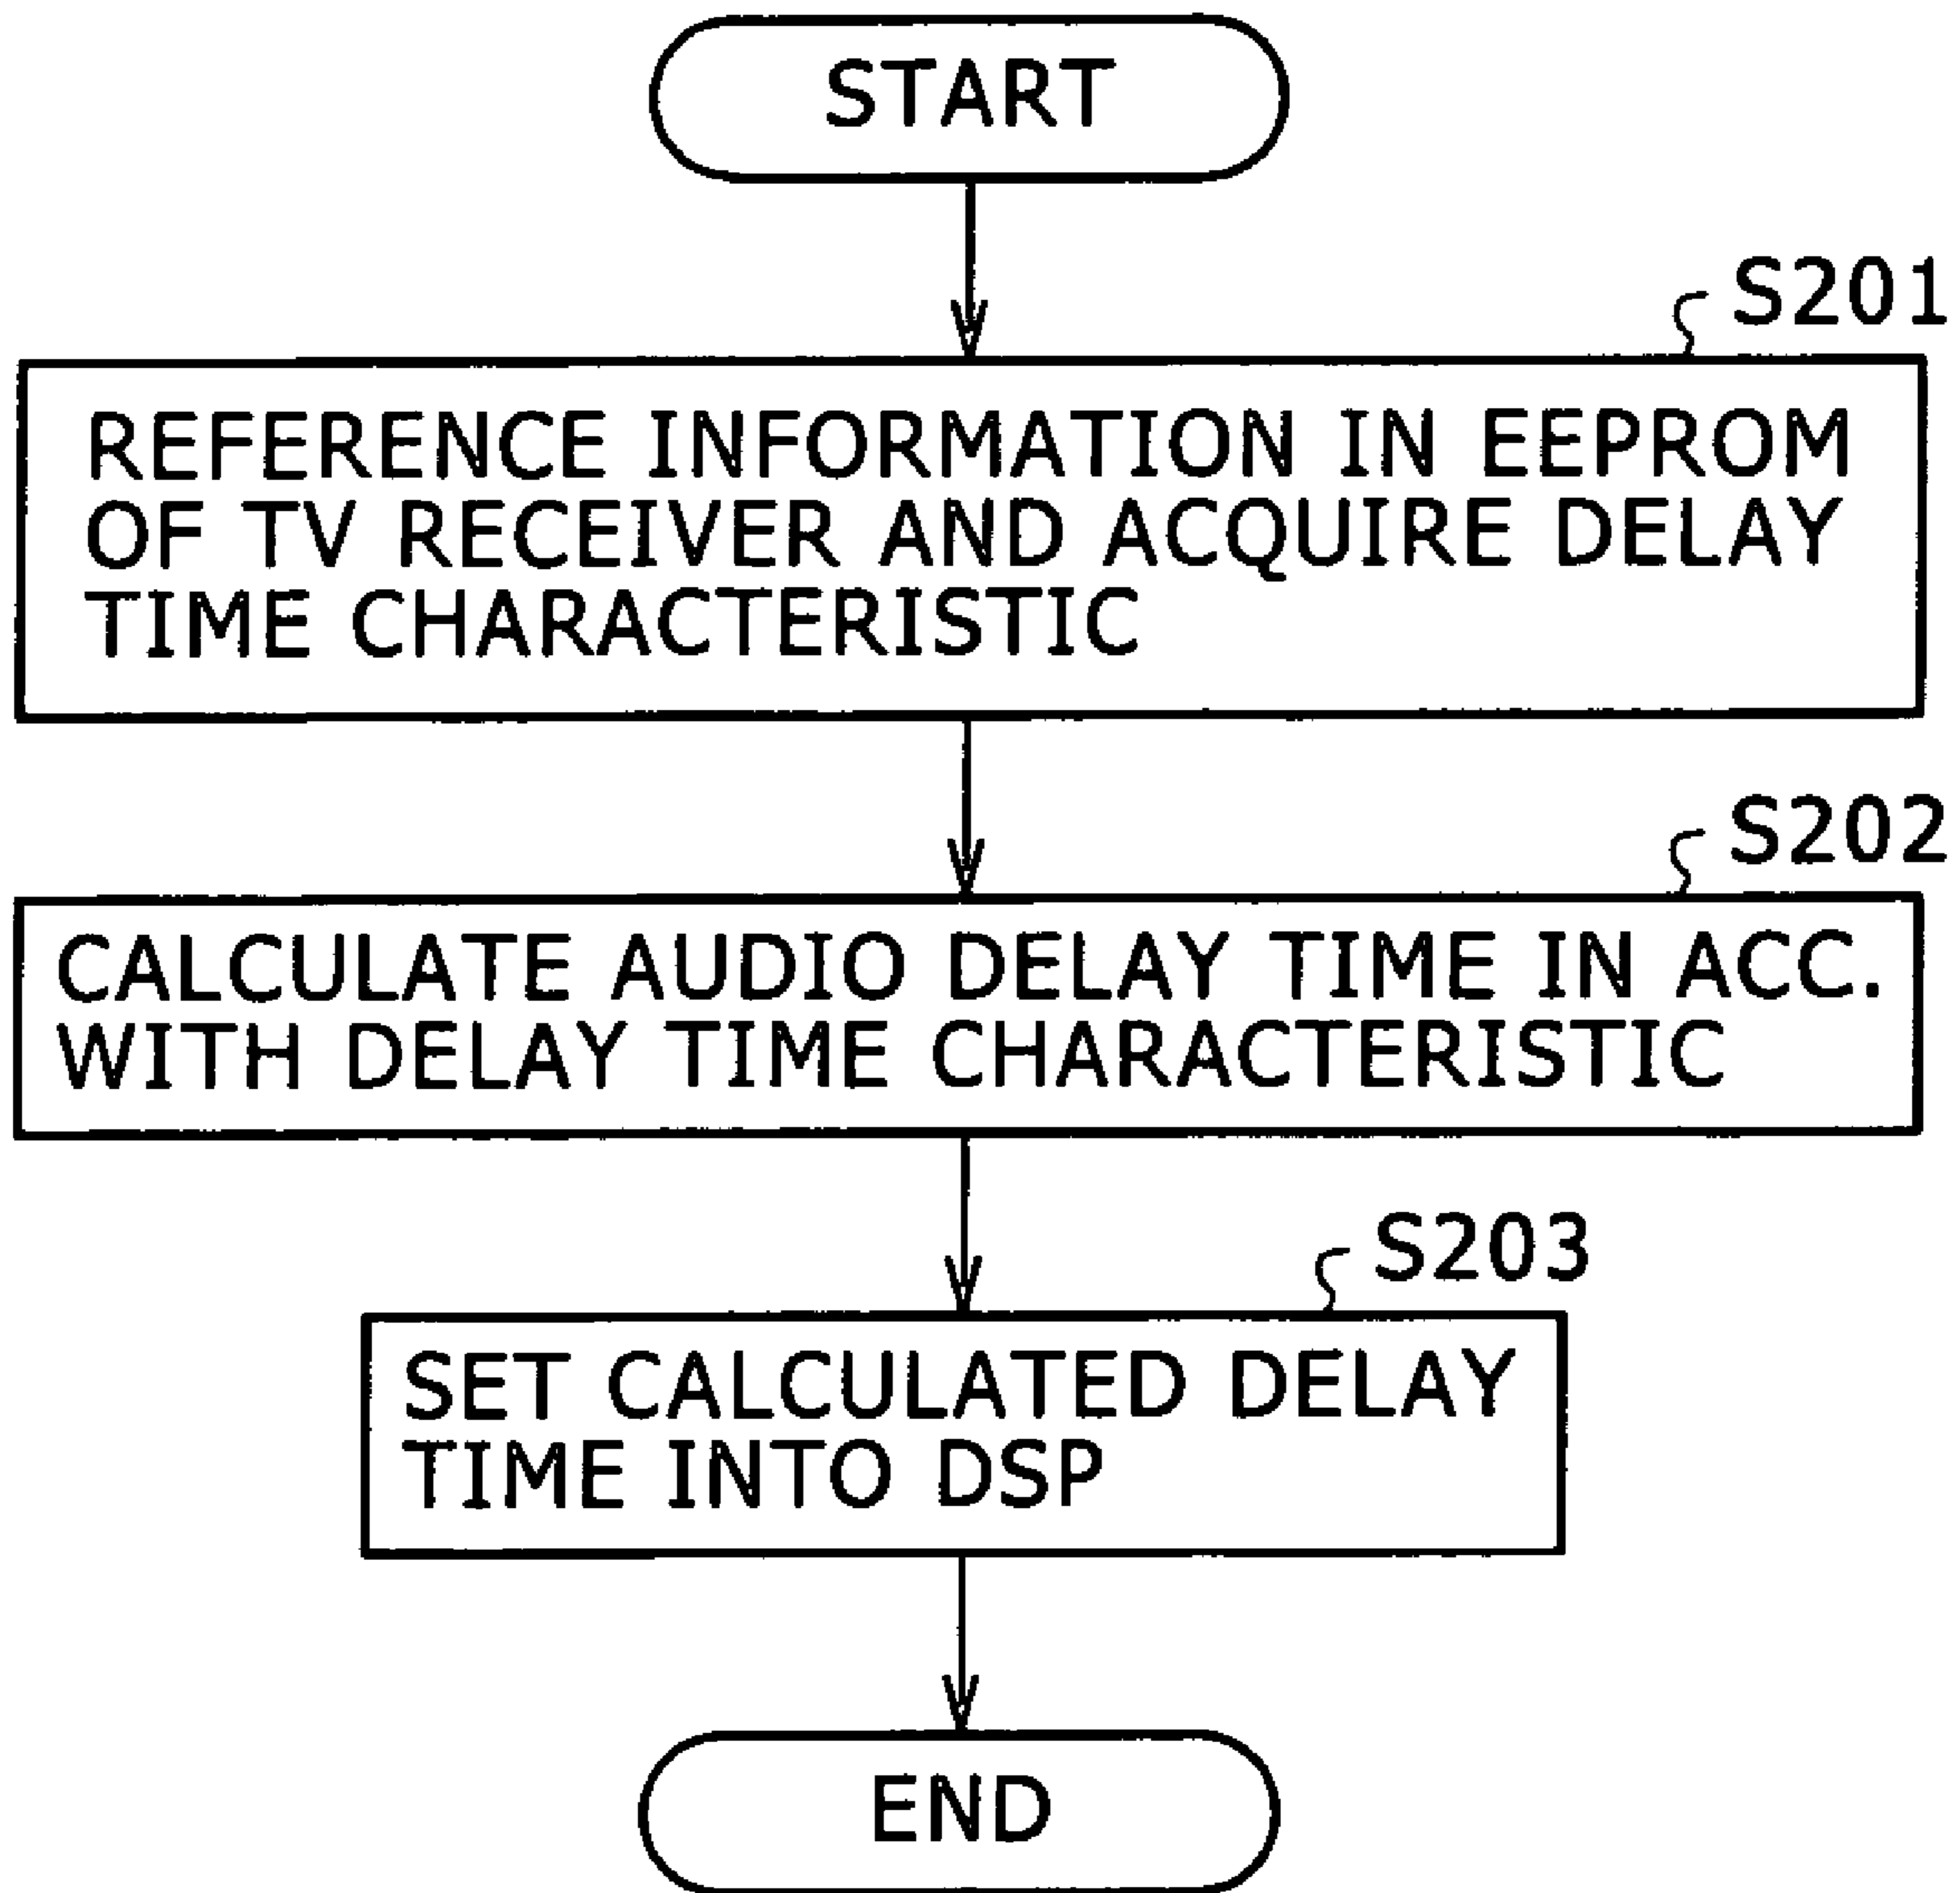 START
S201
REFERENCE INFORMATION IN EEPROM
OF TV RECEIVER AND ACQUIRE DELAY
TIME CHARACTERISTIC
S202
CALCULATE AUDIO DELAY TIME IN ACC.
WITH DELAY TIME CHARACTERISTIC
S203
SET CALCULATED DELAY
TIME INTO DSP
END